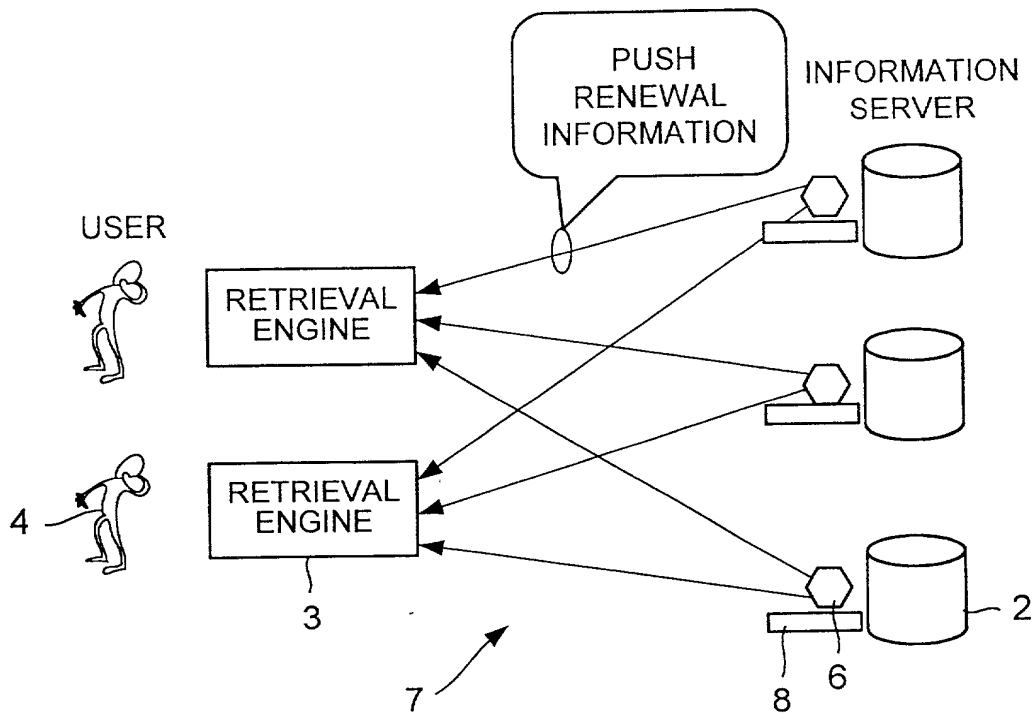 PUSH
RENEWAL
INFORMATION
INFORMATION
SERVER
USER
RETRIEVAL
ENGINE
RETRIEVAL
ENGINE
4
3
7
8
6
2